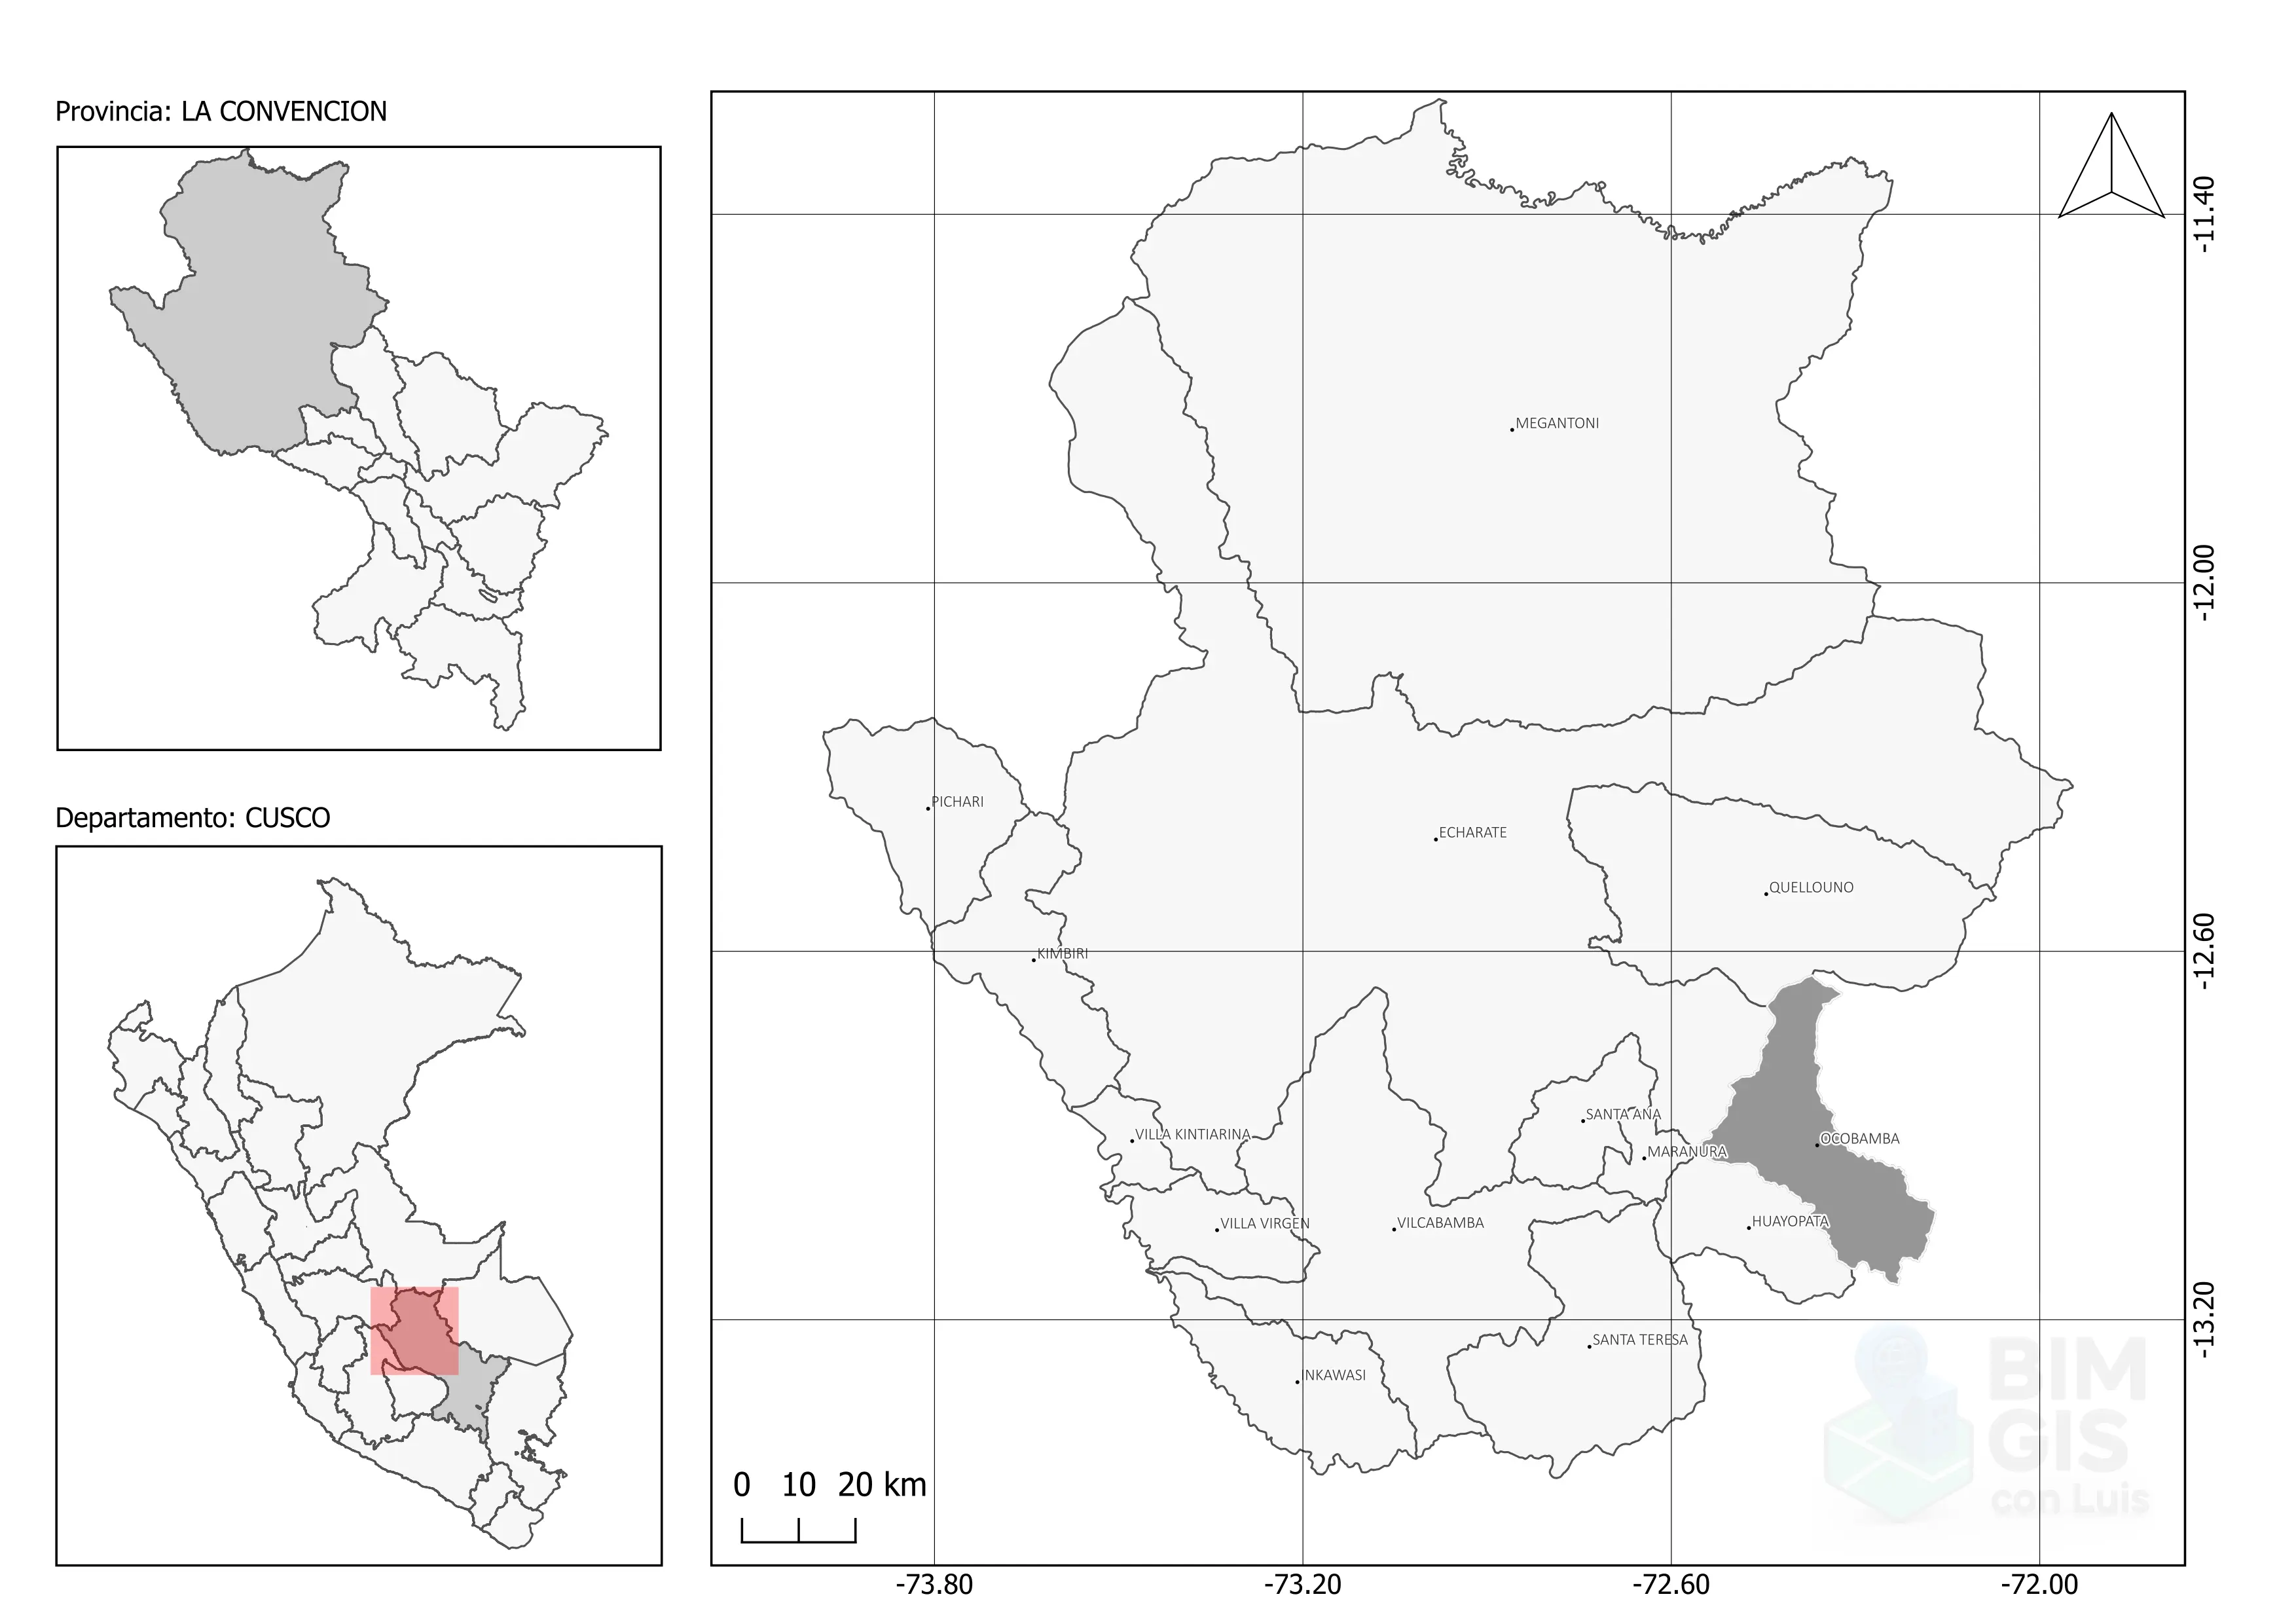 Provincia: LA CONVENCION
Departamento: CUSCO
MEGANTONI
PICHARI
ECHARATE
QUELLOUNO
KIMBIRI
SANTA ANA
VILLA KINTIARINA
OCOBAMBA
MARANURA
VILLA VIRGEN
VILCABAMBA
HUAYOPATA
SANTA TERESA
INKAWASI
-11.40
-12.00
-12.60
-13.20
BIM
GIS
con Luis
0 10 20 km
-73.80 -73.20 -72.60 -72.00